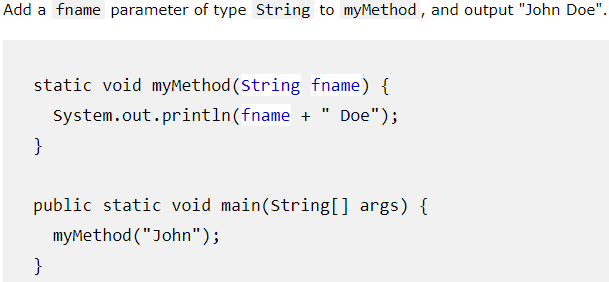 Add a fname parameter of type String to myMethod, and output "John Doe".
static void myMethod(String fname) {
System.out.println(fname + " Doe");
}
public static void main(String[] args) {
myMethod("John");
}